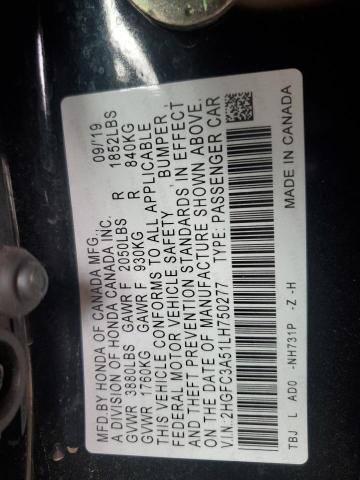 MFD.BY HONDA OF CANADA MFG., 09/'19
A DIVISION OF HONDA CANADA INC.
GVWR 3880LBS GAWR F 2050LBS R 1852LBS
GVWR 1760KG GAWR F 930KG R 840KG
THIS VEHICLE CONFORMS TO ALL APPLICABLE
FEDERAL MOTOR VEHICLE SAFETY BUMPER,
AND THEFT PREVENTION STANDARDS IN EFFECT
ON THE DATE OF MANUFACTURE SHOWN ABOVE.
V.I.N: 2HGFC3A51LH750277 TYPE: PASSENGER CAR
TBJ L AD0 -NH731P -Z -H MADE IN CANADA